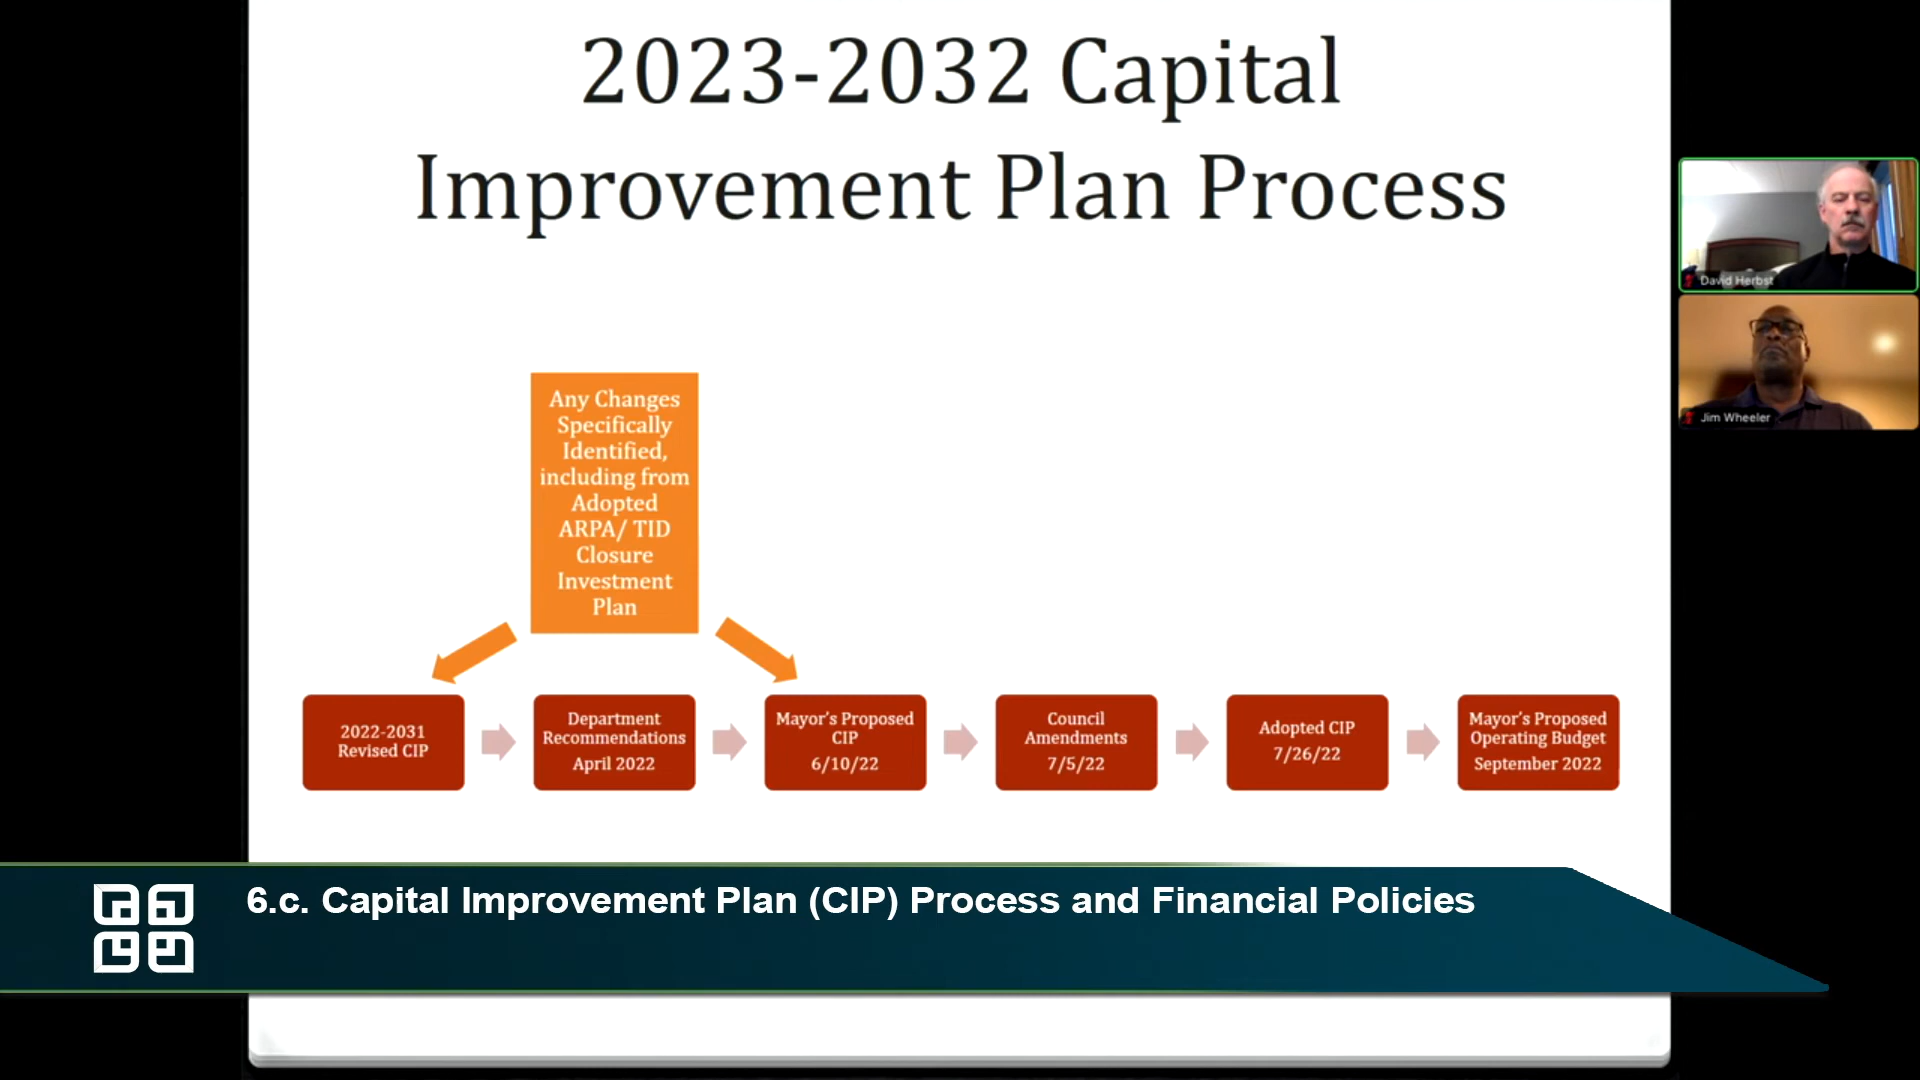 2023-2032 Capital
Improvement Plan Process
Any Changes
Specifically
Identified,
including from
Adopted
ARPA/ TID
Closure
Investment
Plan
2022-2031
Revised CIP
Department
Recommendations
April 2022
Mayor's Proposed
CIP
6/10/22
Council
Amendments
7/5/22
Adopted CIP
7/26/22
Mayor's Proposed
Operating Budget
September 2022
David Herbst
Jim Wheeler
6.c. Capital Improvement Plan (CIP) Process and Financial Policies